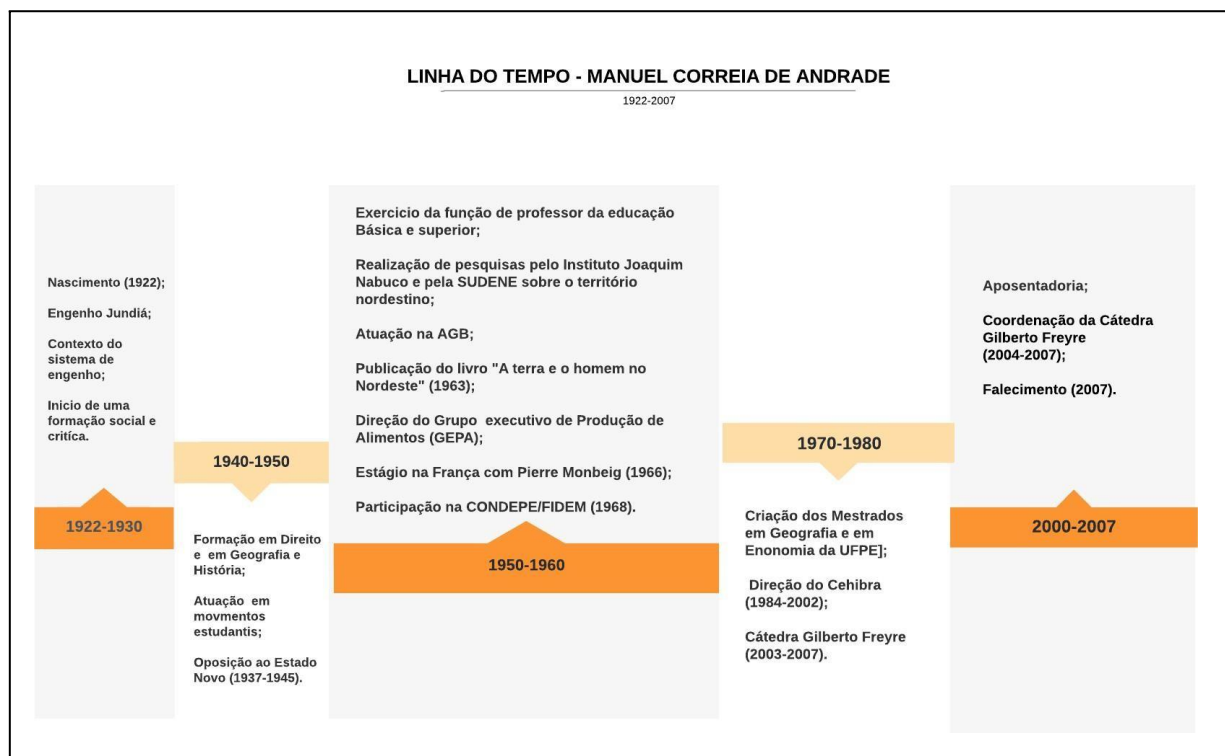 LINHA DO TEMPO - MANUEL CORREIA DE ANDRADE
1922-2007
Nascimento (1922);
Engenho Jundiá;
Contexto do
sistema de
engenho;
Inicio de uma
formação social e
critíca.
1922-1930
1940-1950
Formação em Direito
e em Geografia e
História;
Atuação em
movmentos
estudantis;
Oposição ao Estado
Novo (1937-1945).
Exercicio da função de professor da educação
Básica e superior;
Realização de pesquisas pelo Instituto Joaquim
Nabuco e pela SUDENE sobre o território
nordestino;
Atuação na AGB;
Publicação do livro "A terra e o homem no
Nordeste" (1963);
Direção do Grupo executivo de Produção de
Alimentos (GEPA);
Estágio na França com Pierre Monbeig (1966);
Participação na CONDEPE/FIDEM (1968).
1950-1960
1970-1980
Criação dos Mestrados
em Geografia e em
Enonomia da UFPE];
Direção do Cehibra
(1984-2002);
Cátedra Gilberto Freyre
(2003-2007).
Aposentadoria;
Coordenação da Cátedra
Gilberto Freyre
(2004-2007);
Falecimento (2007).
2000-2007